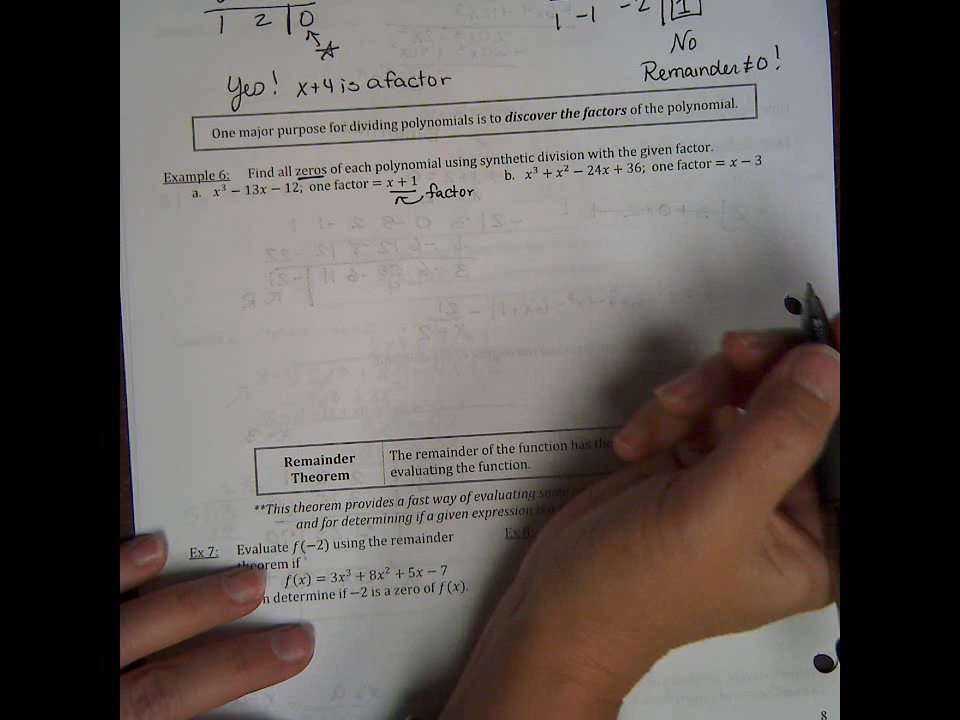 1 2 | 0
1 -1 -2 | 1
No
Remainder ≠ 0 !
Yes! x+4 is a factor
One major purpose for dividing polynomials is to discover the factors of the polynomial.
Example 6: Find all zeros of each polynomial using synthetic division with the given factor.
a. x³ − 13x − 12; one factor = x + 1
b. x³ + x² − 24x + 36; one factor = x − 3
factor
Remainder
Theorem
The remainder of the function has
evaluating the function.
**This theorem provides a fast way of evaluating some
and for determining if a given expression is
Ex 7: Evaluate f(−2) using the remainder
theorem if
f(x) = 3x³ + 8x² + 5x − 7
determine if −2 is a zero of f(x).
8